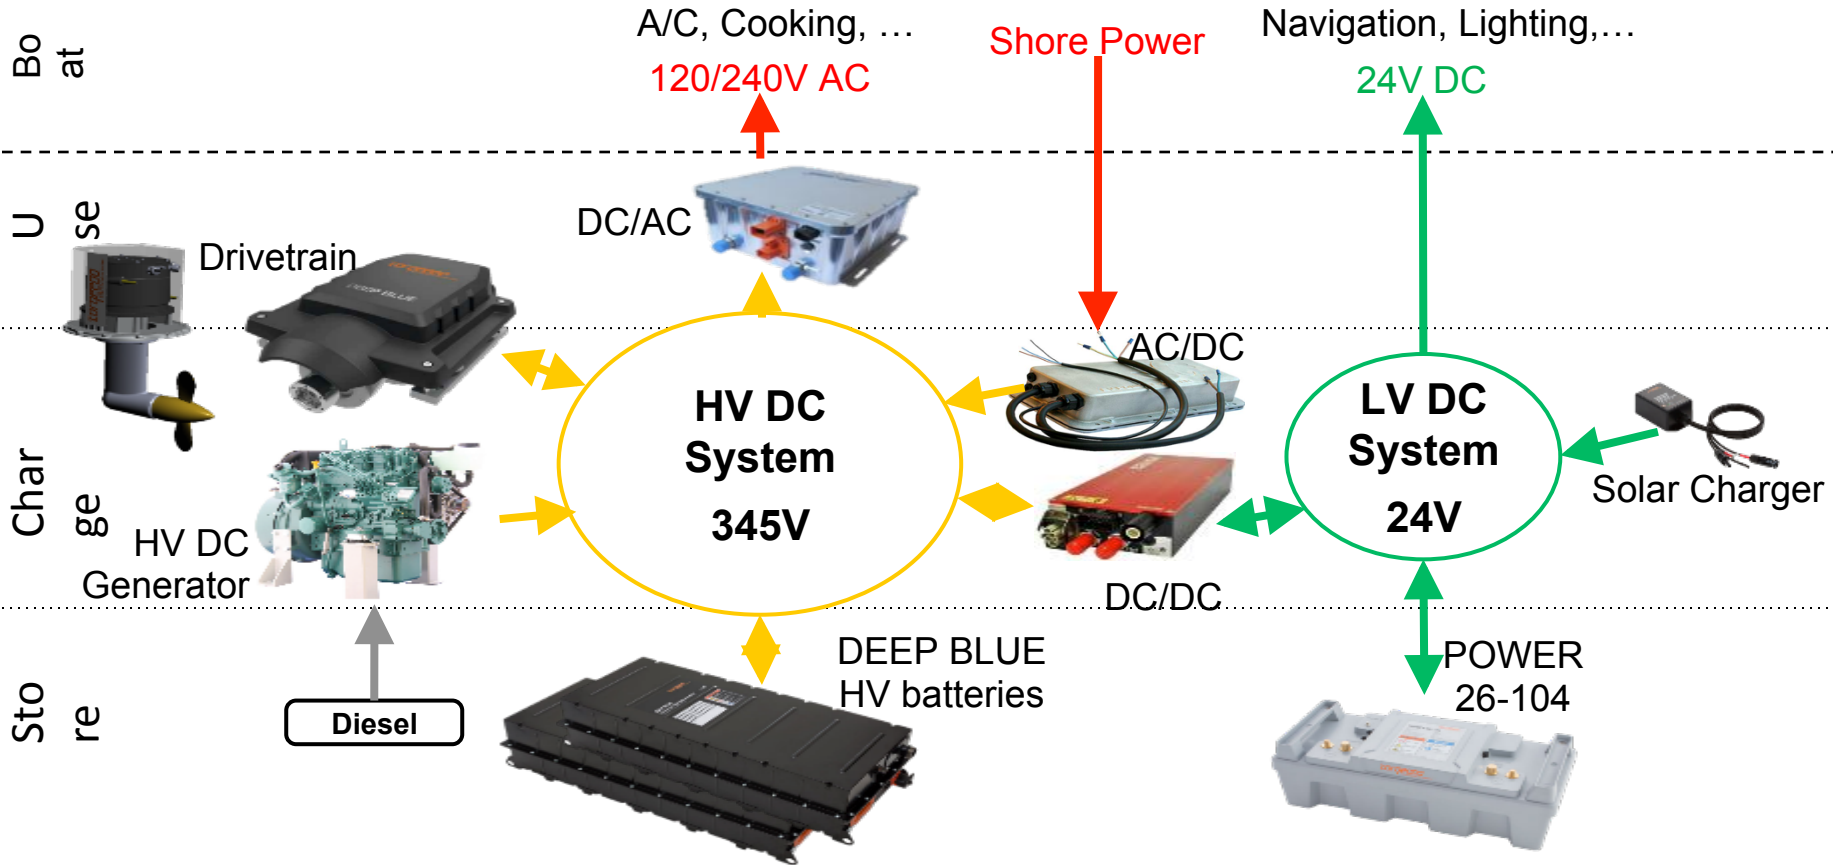 Bo
at
A/C, Cooking, …
120/240V AC
Shore Power
Navigation, Lighting,…
24V DC
U
se
Drivetrain
DEEP BLUE
DC/AC
AC/DC
HV DC
System
345V
LV DC
System
24V
Solar Charger
Char
ge
HV DC
Generator
DC/DC
Sto
re
Diesel
DEEP BLUE
HV batteries
POWER
26-104